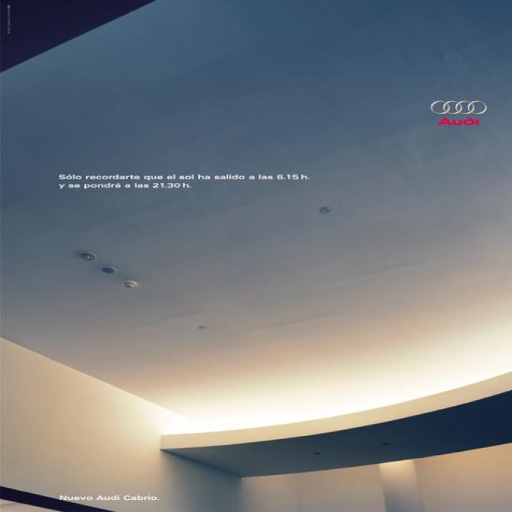 Audi
Sólo recordarte que el sol ha salido a las 6.15 h.
y se pondrá a las 21.30 h.
Nuevo Audi Cabrio.